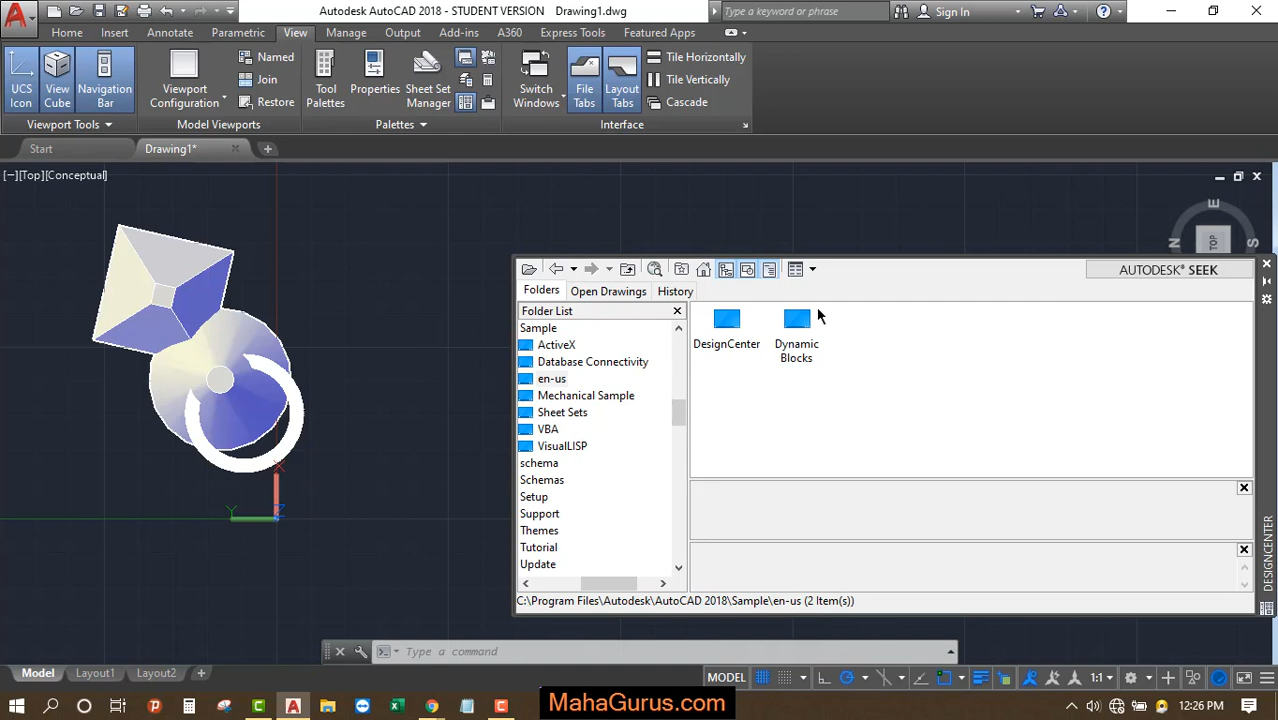 Autodesk AutoCAD 2018 - STUDENT VERSION Drawing1.dwg
Type a keyword or phrase
Sign In
Home Insert Annotate Parametric View Manage Output Add-ins A360 Express Tools Featured Apps
UCS Icon
View Cube
Navigation Bar
Viewport Tools
Viewport Configuration
Named
Join
Restore
Model Viewports
Tool Palettes
Properties
Sheet Set Manager
Palettes
Switch Windows
File Tabs
Layout Tabs
Tile Horizontally
Tile Vertically
Cascade
Interface
Start
Drawing1*
[−][Top][Conceptual]
E
N
TOP
S
X
Y
Z
AUTODESK® SEEK
Folders Open Drawings History
Folder List
Sample
ActiveX
Database Connectivity
en-us
Mechanical Sample
Sheet Sets
VBA
VisualLISP
schema
Schemas
Setup
Support
Themes
Tutorial
Update
DesignCenter
Dynamic Blocks
DESIGNCENTER
C:\Program Files\Autodesk\AutoCAD 2018\Sample\en-us (2 Item(s))
Type a command
Model Layout1 Layout2
MODEL
1:1
MahaGurus.com
12:26 PM